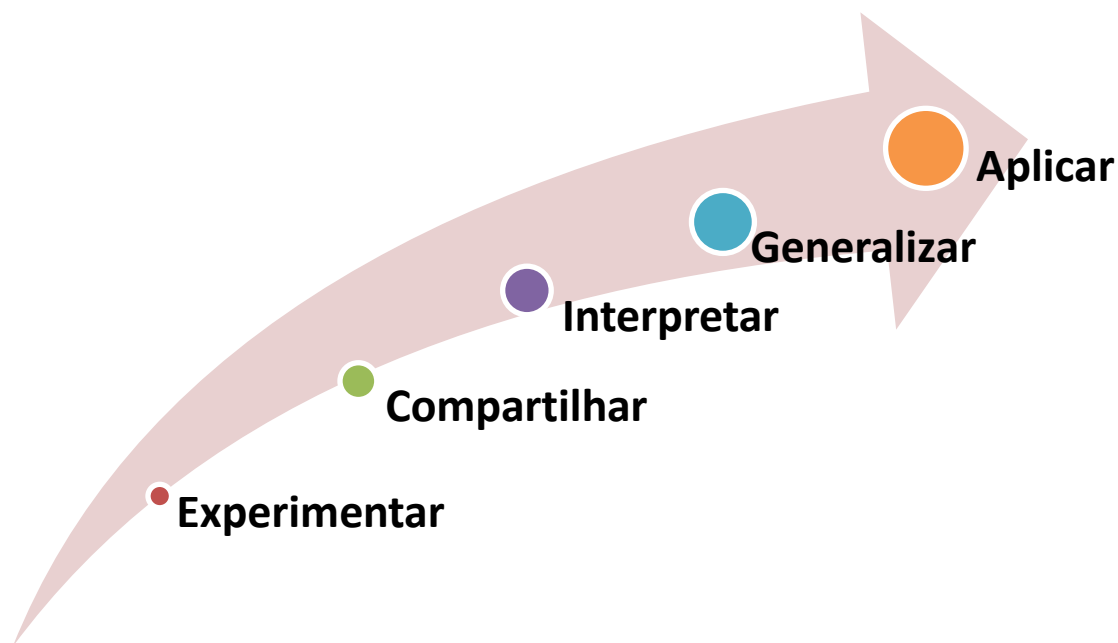 Aplicar
Generalizar
Interpretar
Compartilhar
Experimentar